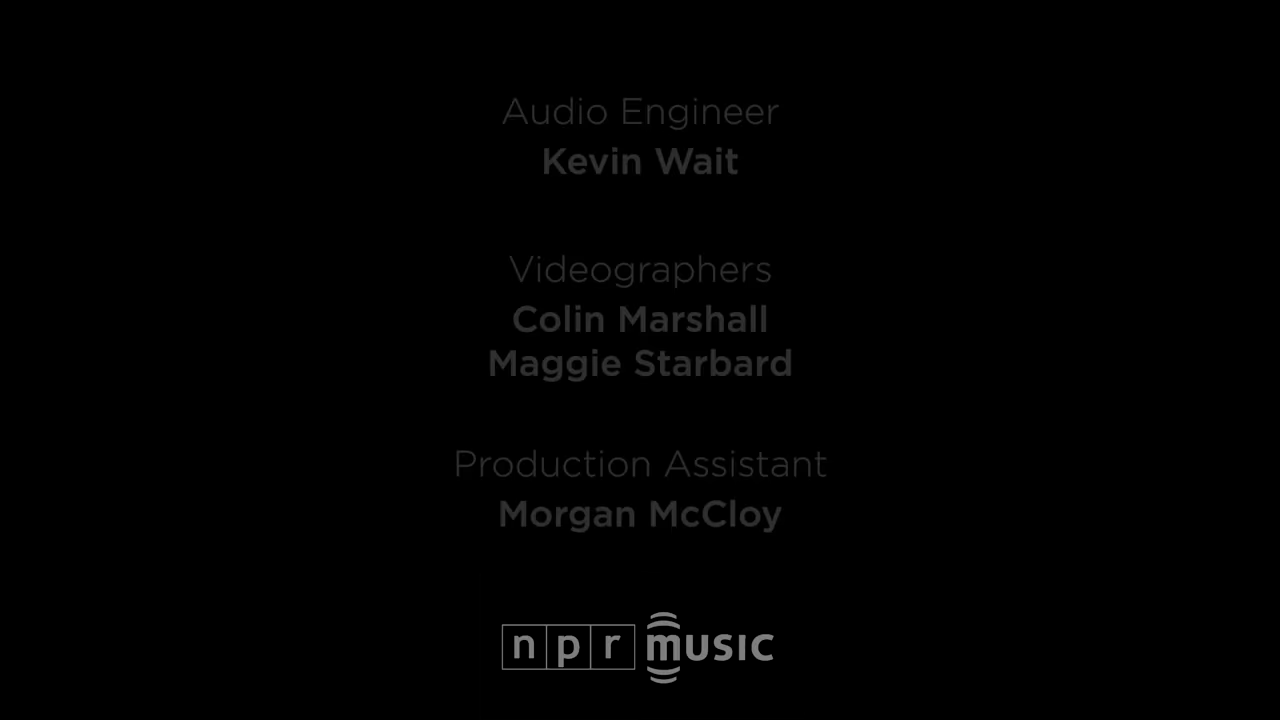 Audio Engineer
Kevin Wait
Videographers
Colin Marshall
Maggie Starbard
Production Assistant
Morgan McCloy
npr music